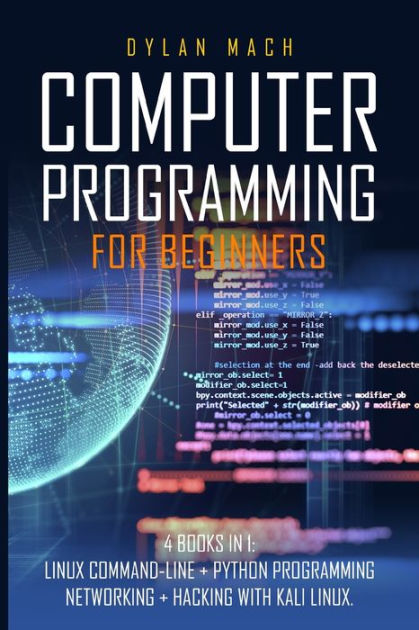 DYLAN MACH
COMPUTER
PROGRAMMING
FOR BEGINNERS
mirror_mod.use_x = False
mirror_mod.use_y = True
mirror_mod.use_z = False
elif _operation == "MIRROR_Z":
mirror_mod.use_x = False
mirror_mod.use_y = False
mirror_mod.use_z = True
#selection at the end -add back the deselecte
mirror_ob.select= 1
modifier_ob.select=1
bpy.context.scene.objects.active = modifier_ob
print("Selected" + str(modifier_ob)) # modifier o
#mirror_ob.select = 0
4 BOOKS IN 1:
LINUX COMMAND-LINE + PYTHON PROGRAMMING
NETWORKING + HACKING WITH KALI LINUX.